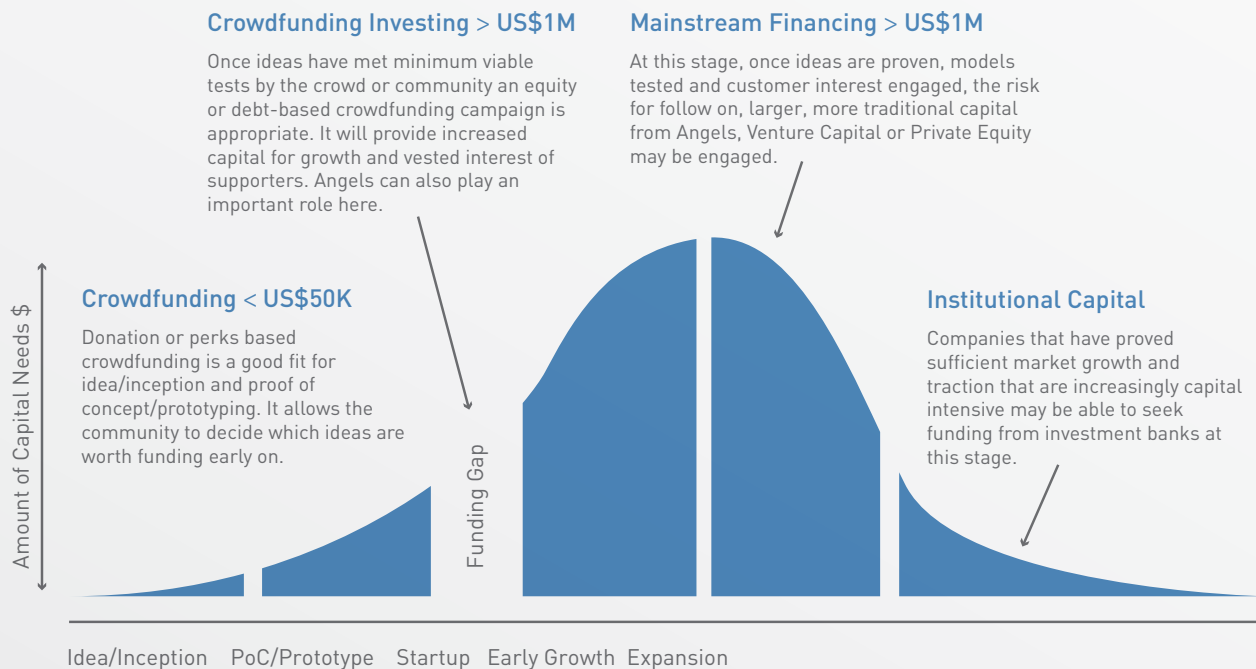 Crowdfunding Investing > US$1M
Once ideas have met minimum viable
tests by the crowd or community an equity
or debt-based crowdfunding campaign is
appropriate. It will provide increased
capital for growth and vested interest of
supporters. Angels can also play an
important role here.
Mainstream Financing > US$1M
At this stage, once ideas are proven, models
tested and customer interest engaged, the risk
for follow on, larger, more traditional capital
from Angels, Venture Capital or Private Equity
may be engaged.
Crowdfunding < US$50K
Donation or perks based
crowdfunding is a good fit for
idea/inception and proof of
concept/prototyping. It allows the
community to decide which ideas are
worth funding early on.
Institutional Capital
Companies that have proved
sufficient market growth and
traction that are increasingly capital
intensive may be able to seek
funding from investment banks at
this stage.
Amount of Capital Needs $
Funding Gap
Idea/Inception PoC/Prototype Startup Early Growth Expansion